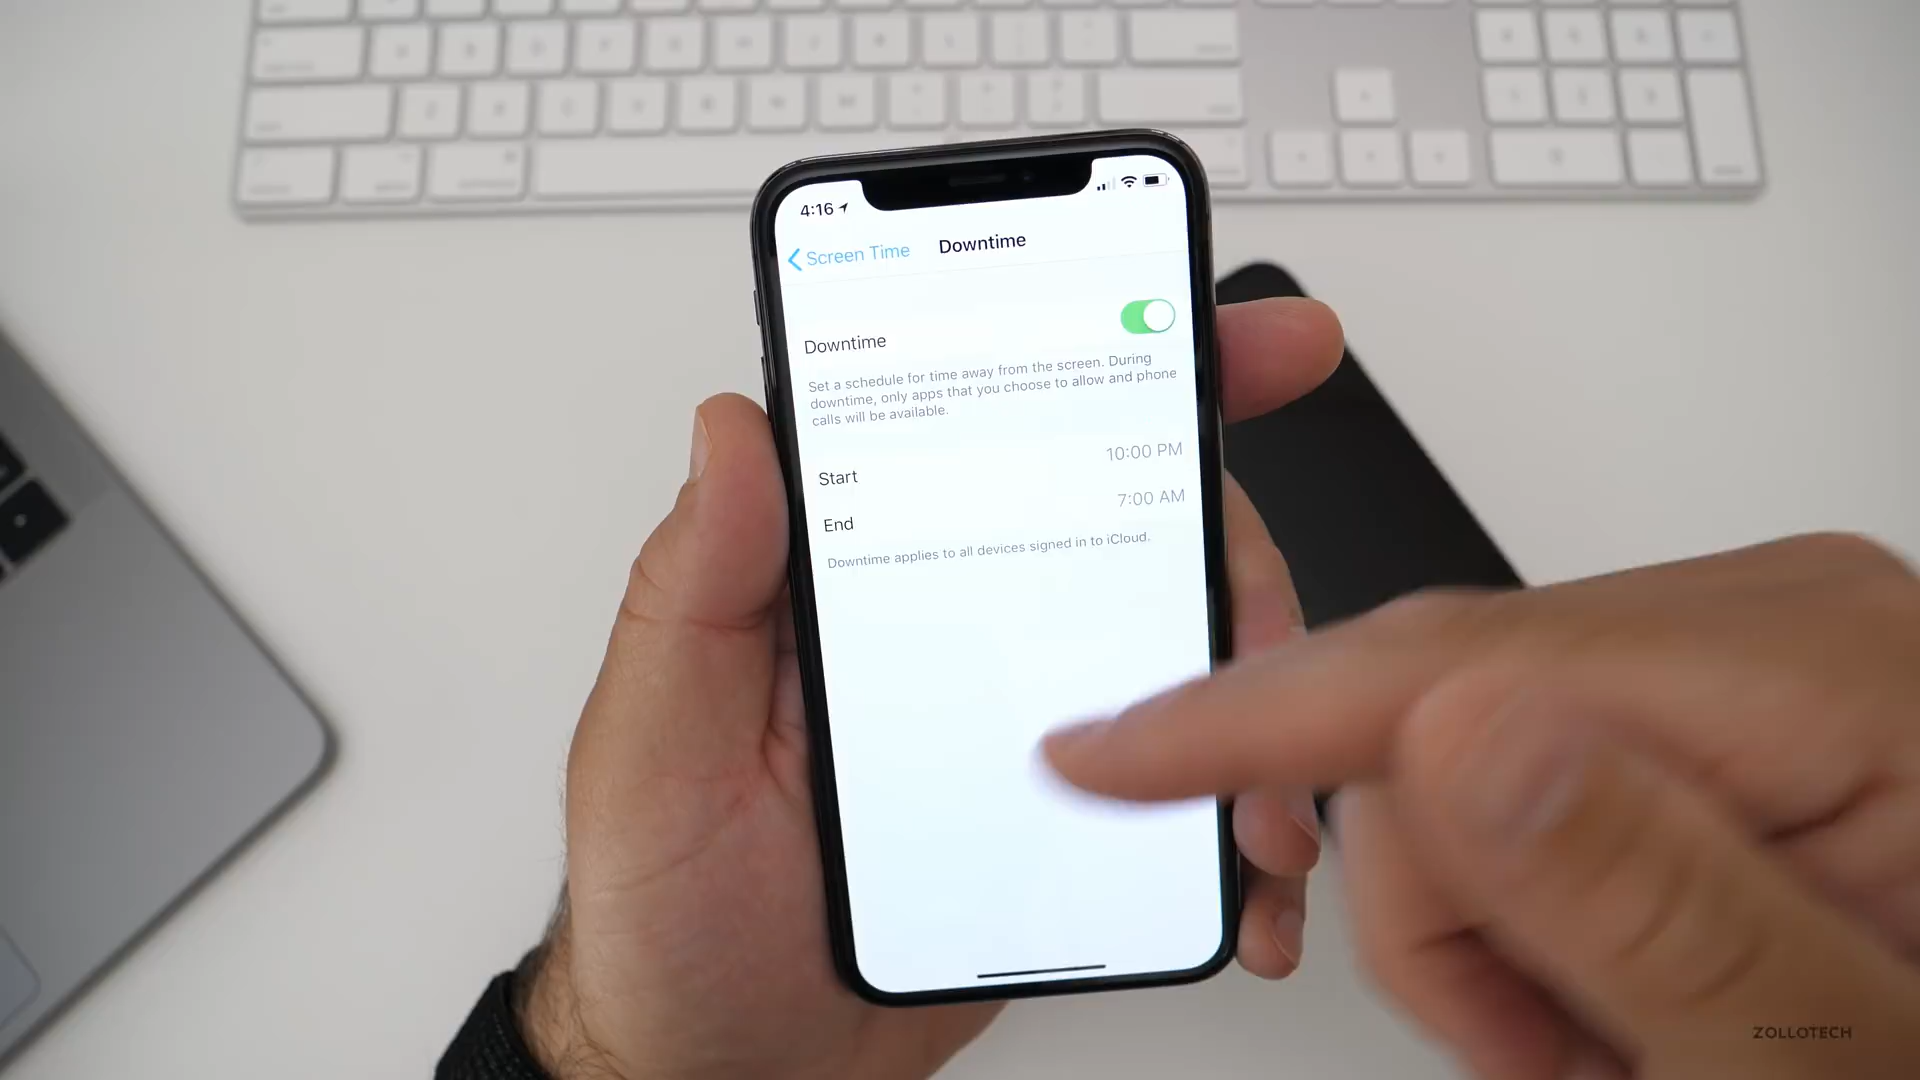 4:16
Screen Time
Downtime
Downtime
Set a schedule for time away from the screen. During
downtime, only apps that you choose to allow and phone
calls will be available.
Start 10:00 PM
End 7:00 AM
Downtime applies to all devices signed in to iCloud.
ZOLLOTECH